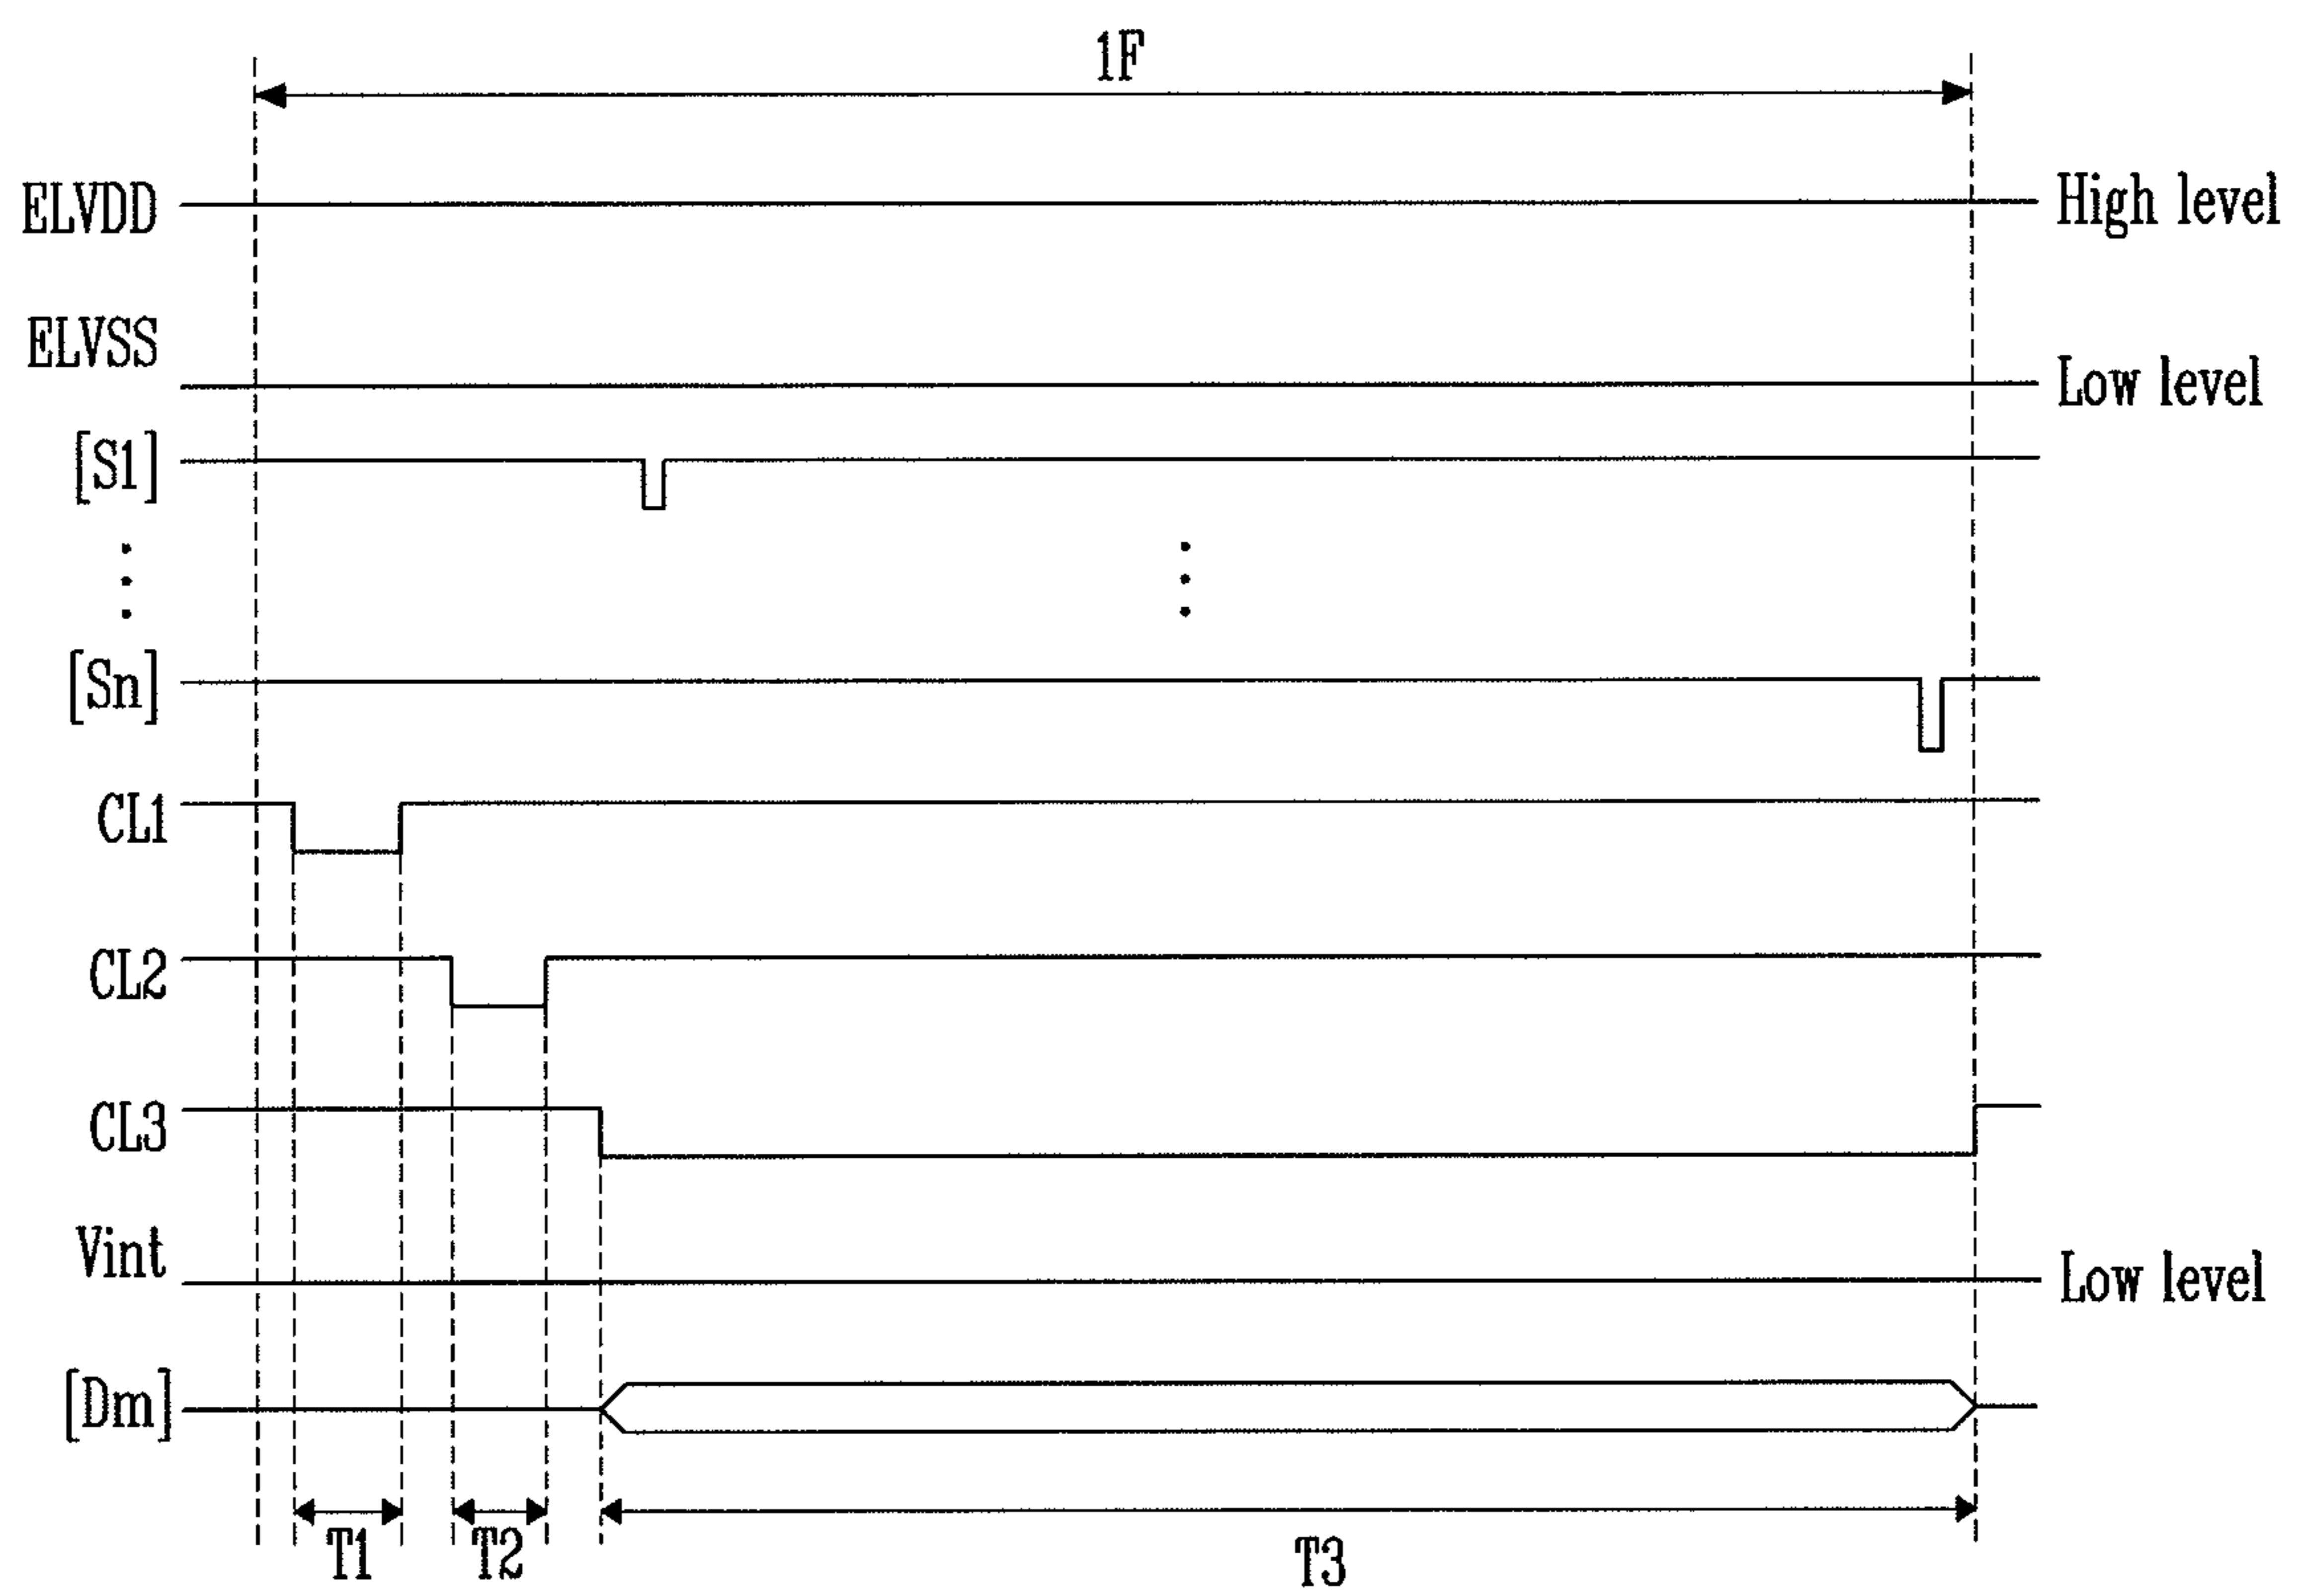 1F
ELVDD High level
ELVSS Low level
[S1]
[Sn]
CL1
CL2
CL3
Vint Low level
[Dm]
T1 T2 T3